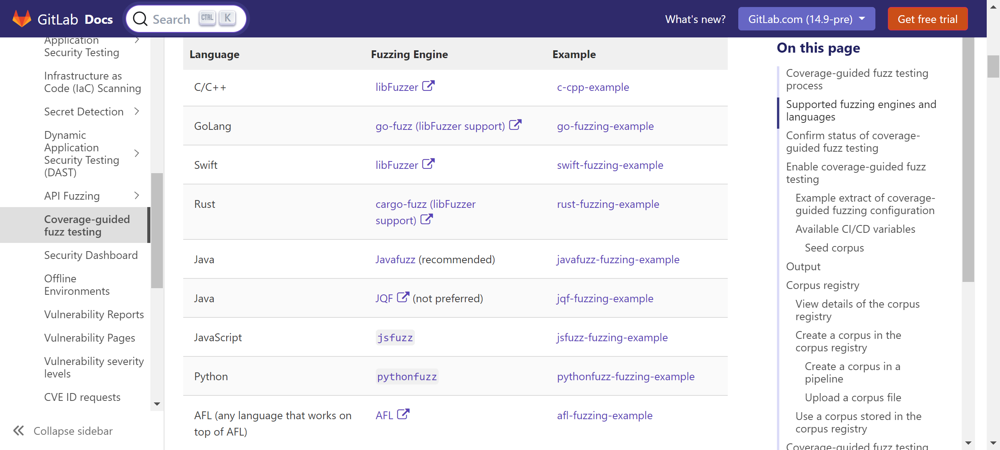 GitLab Docs
Search CTRL K
What's new?
GitLab.com (14.9-pre)
Get free trial
Application
Security Testing
Infrastructure as
Code (IaC) Scanning
Secret Detection
Dynamic
Application
Security Testing
(DAST)
API Fuzzing
Coverage-guided
fuzz testing
Security Dashboard
Offline
Environments
Vulnerability Reports
Vulnerability Pages
Vulnerability severity
levels
CVE ID requests
Collapse sidebar
Language Fuzzing Engine Example
C/C++ libFuzzer c-cpp-example
GoLang go-fuzz (libFuzzer support) go-fuzzing-example
Swift libFuzzer swift-fuzzing-example
Rust cargo-fuzz (libFuzzer rust-fuzzing-example
support)
Java Javafuzz (recommended) javafuzz-fuzzing-example
Java JQF (not preferred) jqf-fuzzing-example
JavaScript jsfuzz jsfuzz-fuzzing-example
Python pythonfuzz pythonfuzz-fuzzing-example
AFL (any language that works on AFL afl-fuzzing-example
top of AFL)
On this page
Coverage-guided fuzz testing
process
Supported fuzzing engines and
languages
Confirm status of coverage-
guided fuzz testing
Enable coverage-guided fuzz
testing
Example extract of coverage-
guided fuzzing configuration
Available CI/CD variables
Seed corpus
Output
Corpus registry
View details of the corpus
registry
Create a corpus in the
corpus registry
Create a corpus in a
pipeline
Upload a corpus file
Use a corpus stored in the
corpus registry
Coverage-guided fuzz testing